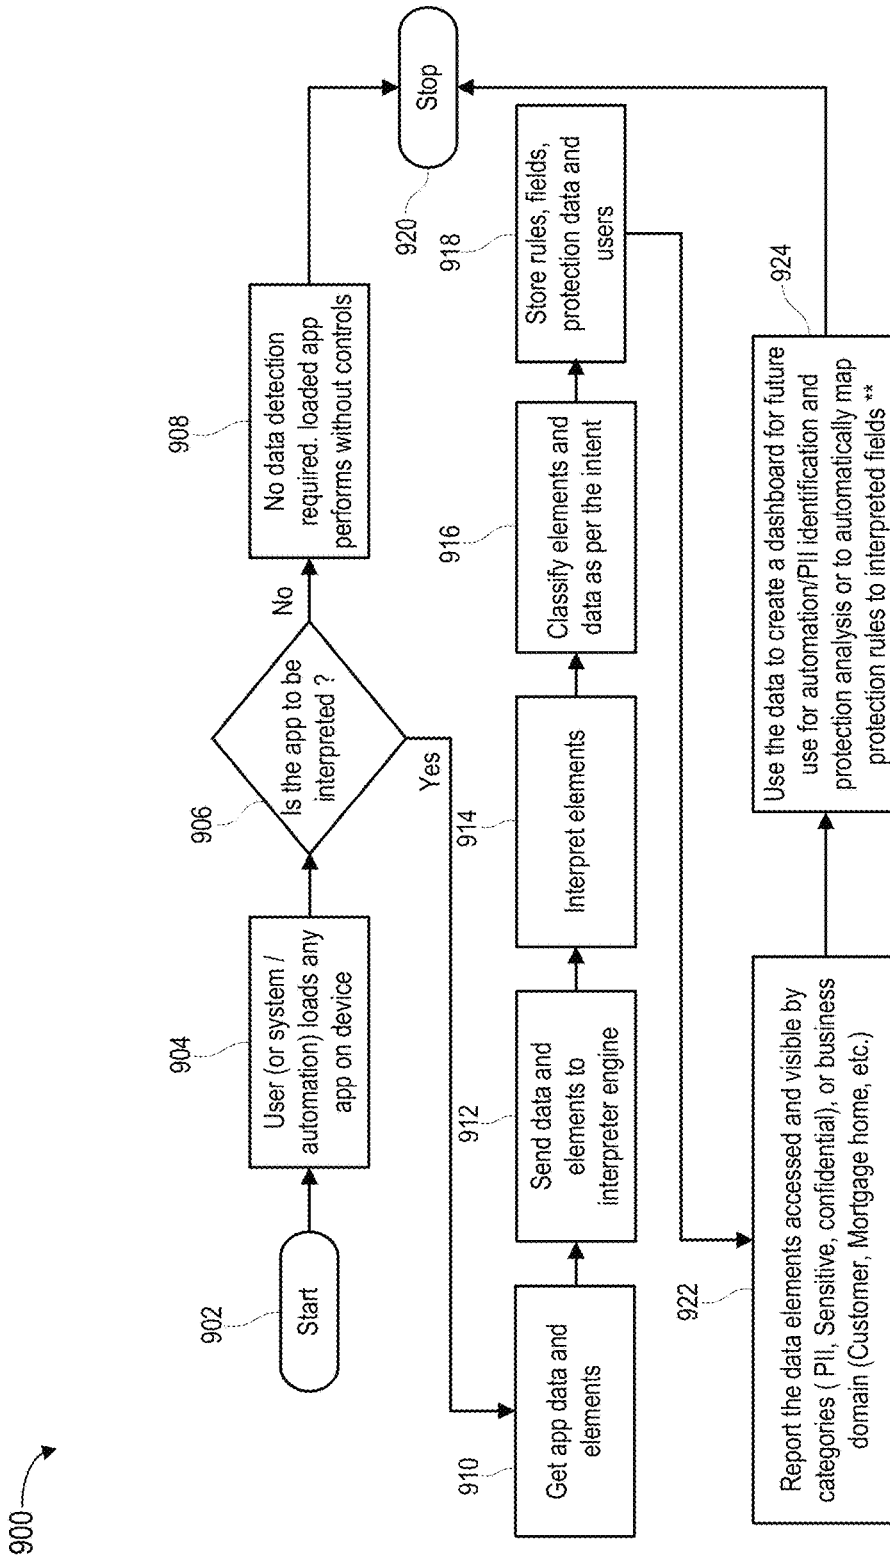 900
902
Start
904
User (or system /
automation) loads any
app on device
906
Is the app to be
interpreted ?
No
Yes
908
No data detection
required. loaded app
performs without controls
910
Get app data and
elements
912
Send data and
elements to
interpreter engine
914
Interpret elements
916
Classify elements and
data as per the intent
918
Store rules, fields,
protection data and
users
920
Stop
922
Report the data elements accessed and visible by
categories ( PII, Sensitive, confidential), or business
domain (Customer, Mortgage home, etc.)
924
Use the data to create a dashboard for future
use for automation/PII identification and
protection analysis or to automatically map
protection rules to interpreted fields **